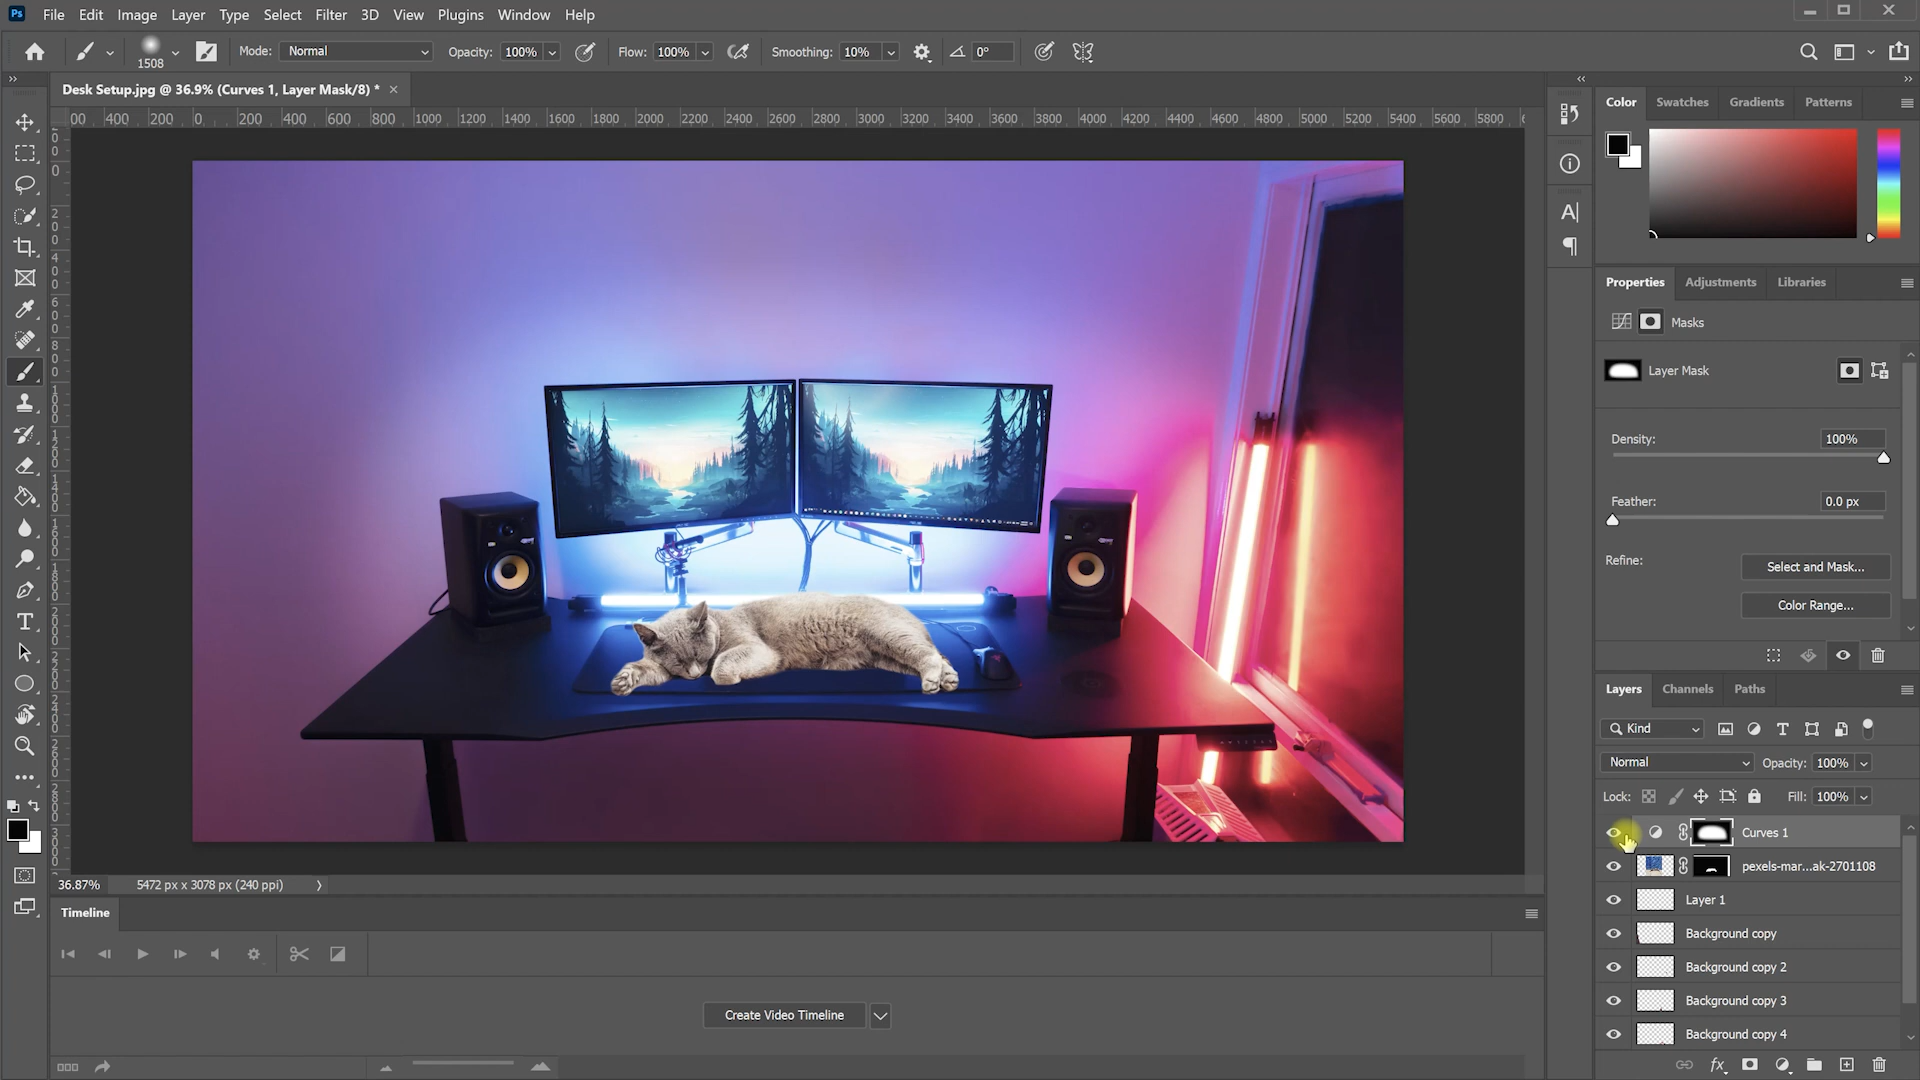 Ps File Edit Image Layer Type Select Filter 3D View Plugins Window Help
1508 Mode: Normal Opacity: 100% Flow: 100% Smoothing: 10% 0°
Desk Setup.jpg @ 36.9% (Curves 1, Layer Mask/8) * ×
00 400 200 0 200 400 600 800 1000 1200 1400 1600 1800 2000 2200 2400 2600 2800 3000 3200 3400 3600 3800 4000 4200 4400 4600 4800 5000 5200 5400 5600 5800
Color Swatches Gradients Patterns
Properties Adjustments Libraries
Masks
Layer Mask
Density: 100%
Feather: 0.0 px
Refine: Select and Mask...
Color Range...
Layers Channels Paths
Kind
Normal Opacity: 100%
Lock: Fill: 100%
Curves 1
pexels-mar...ak-2701108
Layer 1
Background copy
Background copy 2
Background copy 3
Background copy 4
36.87% 5472 px x 3078 px (240 ppi)
Timeline
Create Video Timeline
fx